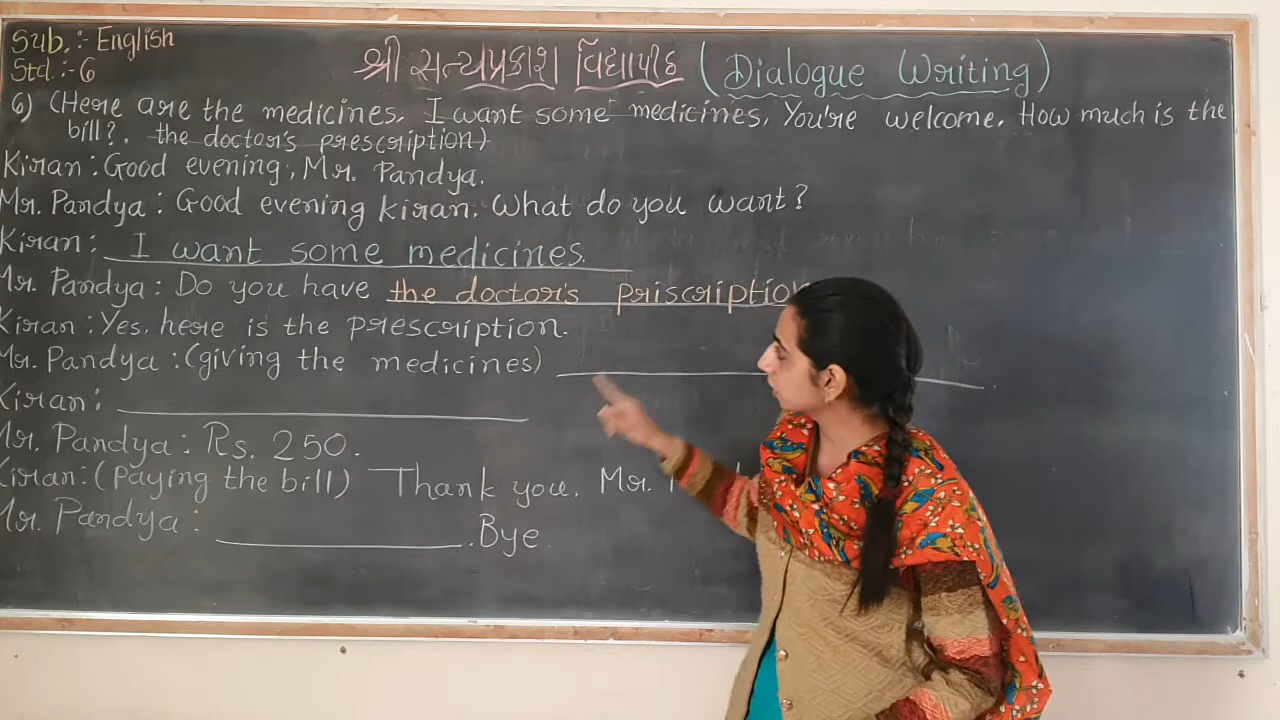 Sub. :- English
Std. :- 6
શ્રી સત્યપ્રકાશ વિદ્યાપીઠ (Dialogue Writing)
6) (Here are the medicines. I want some medicines. You're welcome. How much is the
bill?. the doctor's prescription)
Kiran : Good evening, Mr. Pandya.
Mr. Pandya : Good evening kiran. What do you want?
Kiran : I want some medicines.
Mr. Pandya : Do you have the doctor's priscription
Kiran : Yes, here is the prescription.
Mr. Pandya : (giving the medicines)
Kiran :
Mr. Pandya : Rs. 250.
Kiran : (Paying the bill) Thank you. Mr.
Mr. Pandya : . Bye